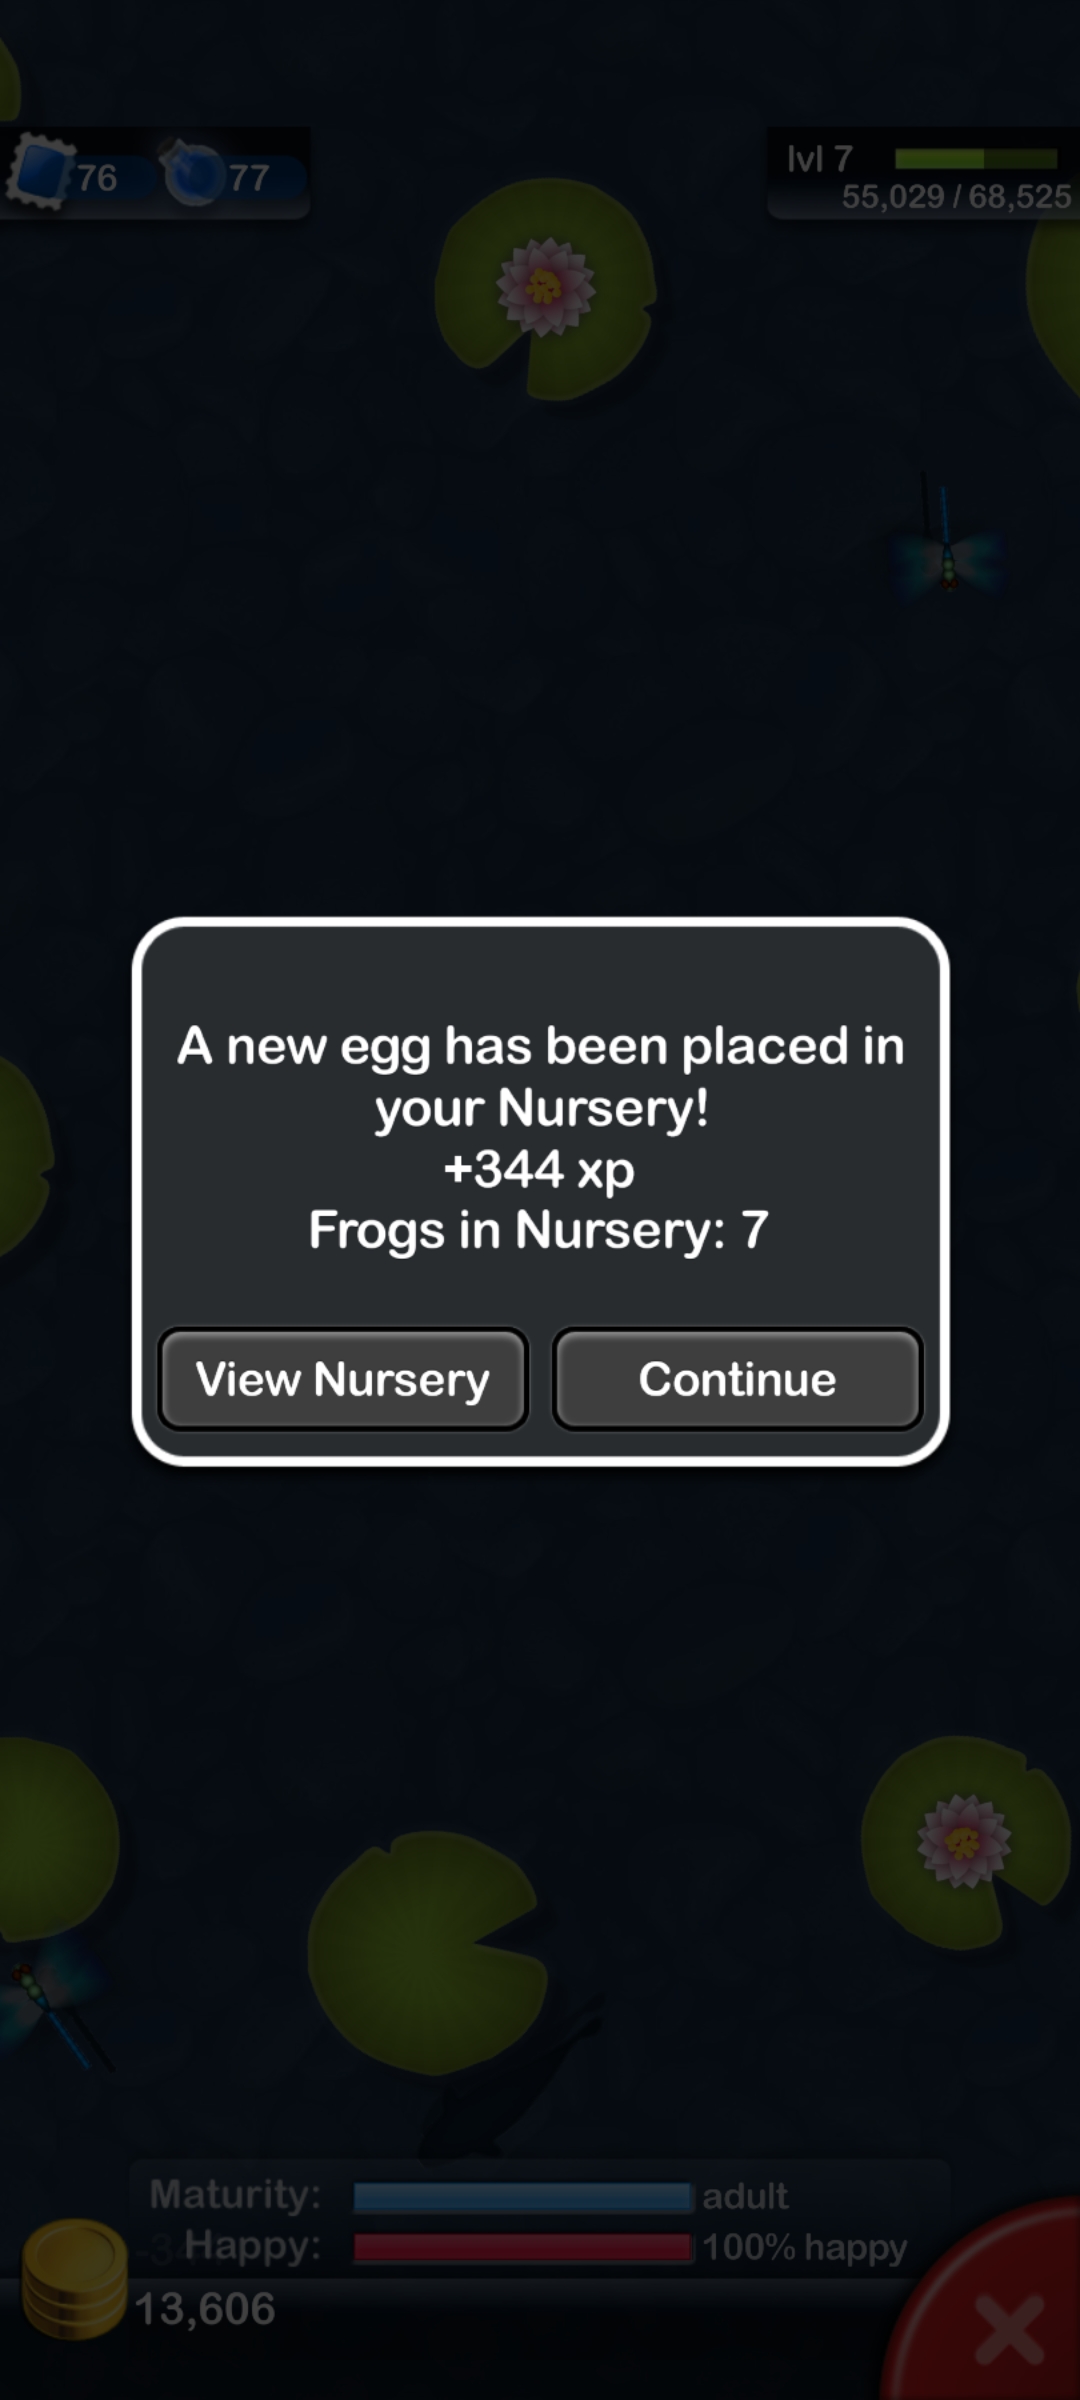 76 77
lvl 7
55,029 / 68,525
A new egg has been placed in
your Nursery!
+344 xp
Frogs in Nursery: 7
View Nursery Continue
Maturity: adult
Happy: 100% happy
13,606